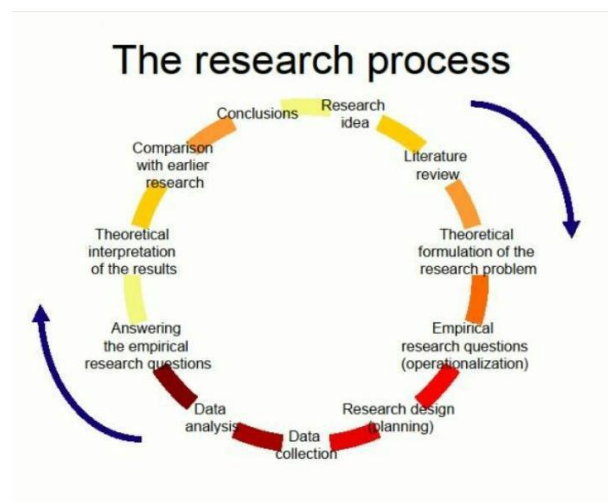 The research process
Research
idea
Literature
review
Theoretical
formulation of the
research problem
Empirical
research questions
(operationalization)
Research design
(planning)
Data
collection
Data
analysis
Answering
the empirical
research questions
Theoretical
interpretation
of the results
Comparison
with earlier
research
Conclusions